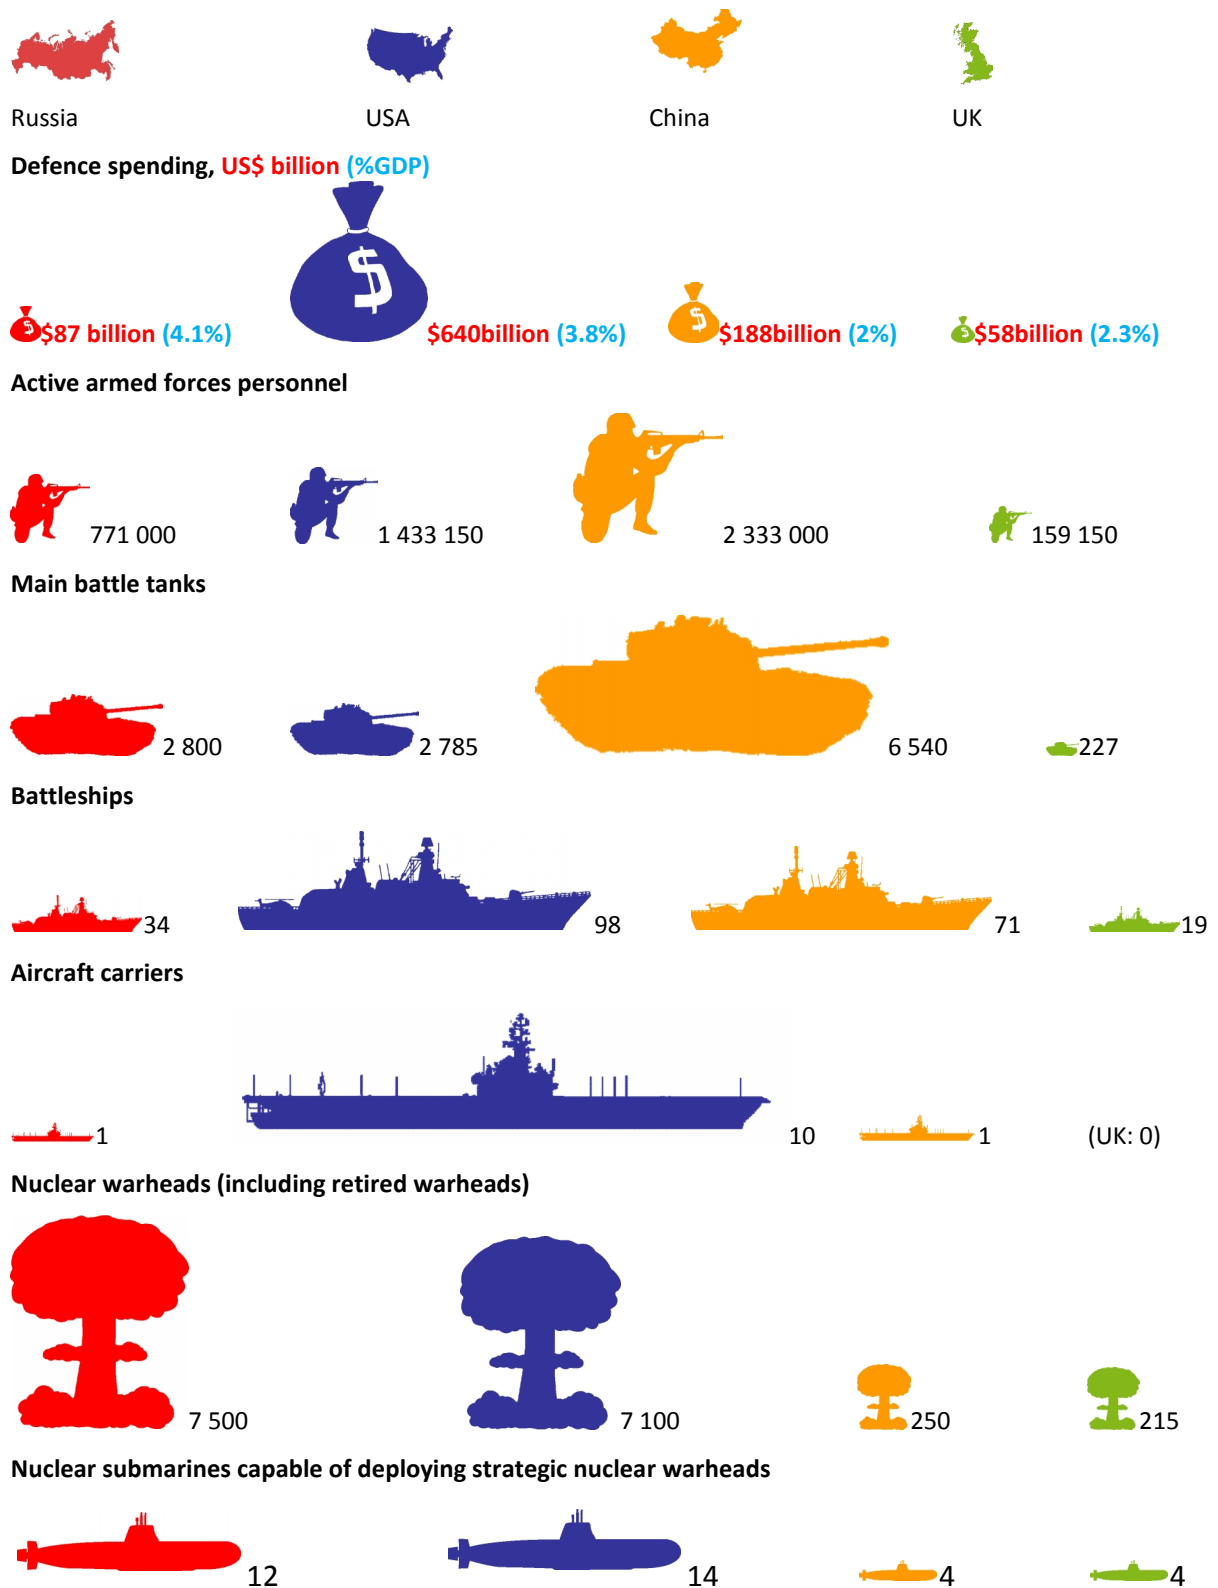 Russia USA China UK
Defence spending, US$ billion (%GDP)
$87 billion (4.1%) $640billion (3.8%) $188billion (2%) $58billion (2.3%)
Active armed forces personnel
771 000 1 433 150 2 333 000 159 150
Main battle tanks
2 800 2 785 6 540 227
Battleships
34 98 71 19
Aircraft carriers
1 10 1 (UK: 0)
Nuclear warheads (including retired warheads)
7 500 7 100 250 215
Nuclear submarines capable of deploying strategic nuclear warheads
12 14 4 4